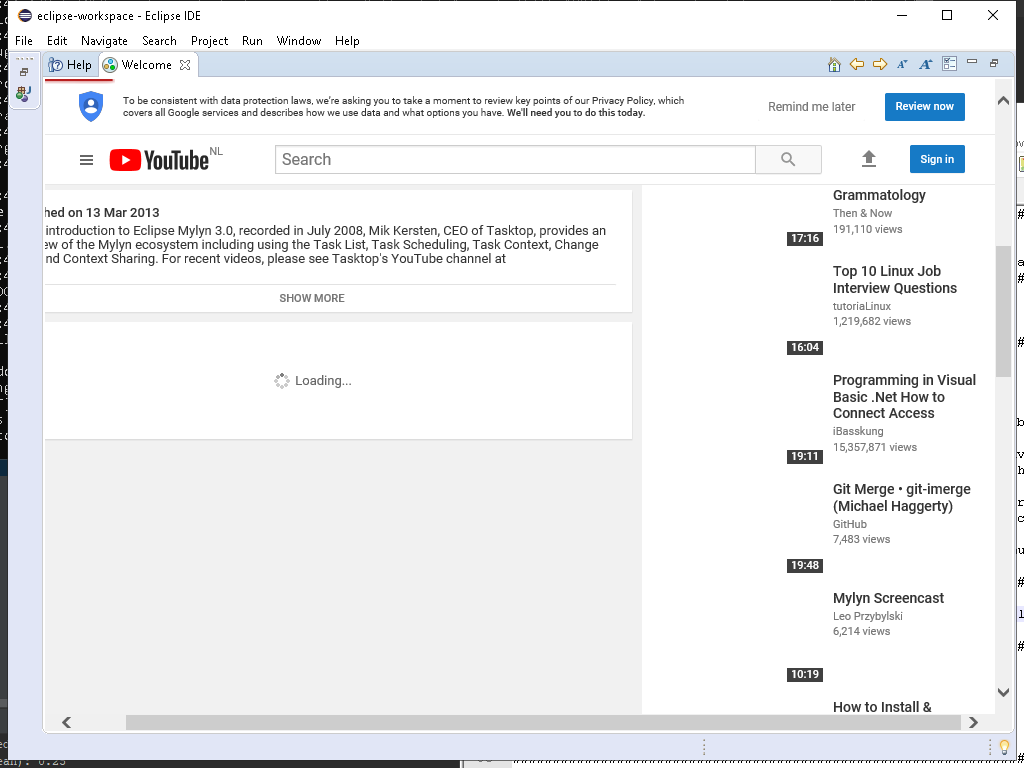 eclipse-workspace - Eclipse IDE
File Edit Navigate Search Project Run Window Help
Help Welcome
To be consistent with data protection laws, we're asking you to take a moment to review key points of our Privacy Policy, which
covers all Google services and describes how we use data and what options you have. We'll need you to do this today.
Remind me later
Review now
YouTube NL
Search
Sign in
hed on 13 Mar 2013
introduction to Eclipse Mylyn 3.0, recorded in July 2008, Mik Kersten, CEO of Tasktop, provides an
ew of the Mylyn ecosystem including using the Task List, Task Scheduling, Task Context, Change
nd Context Sharing. For recent videos, please see Tasktop's YouTube channel at
SHOW MORE
Loading...
Grammatology
Then & Now
191,110 views
17:16
Top 10 Linux Job
Interview Questions
tutoriaLinux
1,219,682 views
16:04
Programming in Visual
Basic .Net How to
Connect Access
iBasskung
15,357,871 views
19:11
Git Merge • git-imerge
(Michael Haggerty)
GitHub
7,483 views
19:48
Mylyn Screencast
Leo Przybylski
6,214 views
10:19
How to Install &